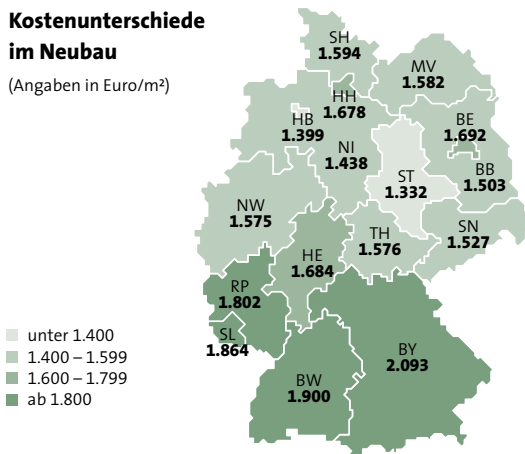 Kostenunterschiede
im Neubau
(Angaben in Euro/m²)
SH
1.594
MV
1.582
HH
1.678
HB
1.399
BE
1.692
NI
1.438
BB
1.503
ST
1.332
NW
1.575
SN
1.527
TH
1.576
HE
1.684
RP
1.802
SL
1.864
BY
2.093
BW
1.900
unter 1.400
1.400 – 1.599
1.600 – 1.799
ab 1.800